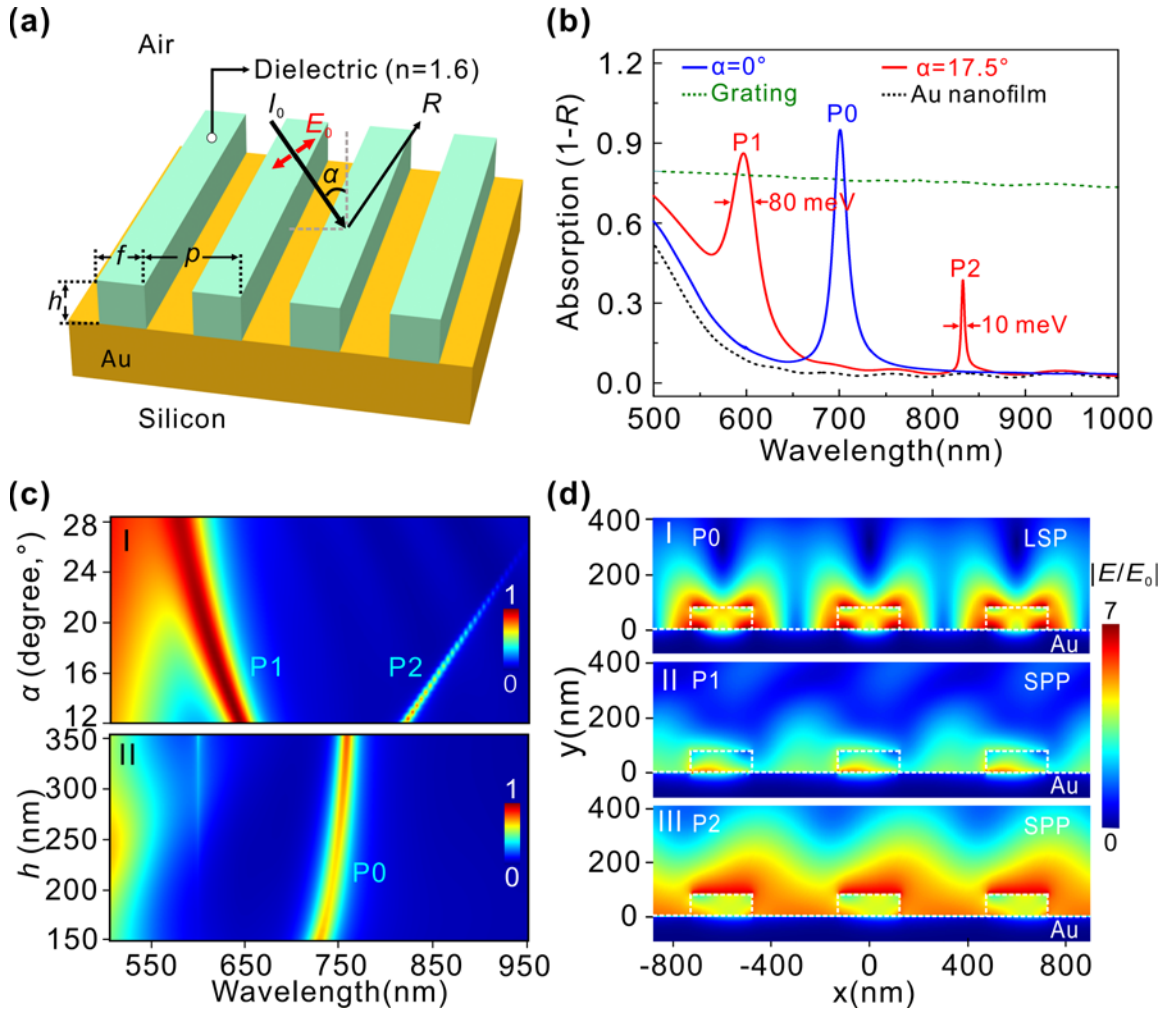 (a)
Air
Dielectric (n=1.6)
I₀
R
E₀
α
f
p
h
Au
Silicon
(b)
α=0°
α=17.5°
Grating
Au nanofilm
P0
P1
80 meV
P2
10 meV
Absorption (1-R)
1.2
0.9
0.6
0.3
0.0
500 600 700 800 900 1000
Wavelength(nm)
(c)
I
α (degree,°)
28
24
20
16
12
P1
P2
1
0
II
h (nm)
350
300
250
200
150
P0
1
0
550 650 750 850 950
Wavelength(nm)
(d)
y(nm)
400
200
0
I P0 LSP
Au
400
200
0
II P1 SPP
Au
400
200
0
III P2 SPP
Au
|E/E₀|
7
0
-800 -400 0 400 800
x(nm)